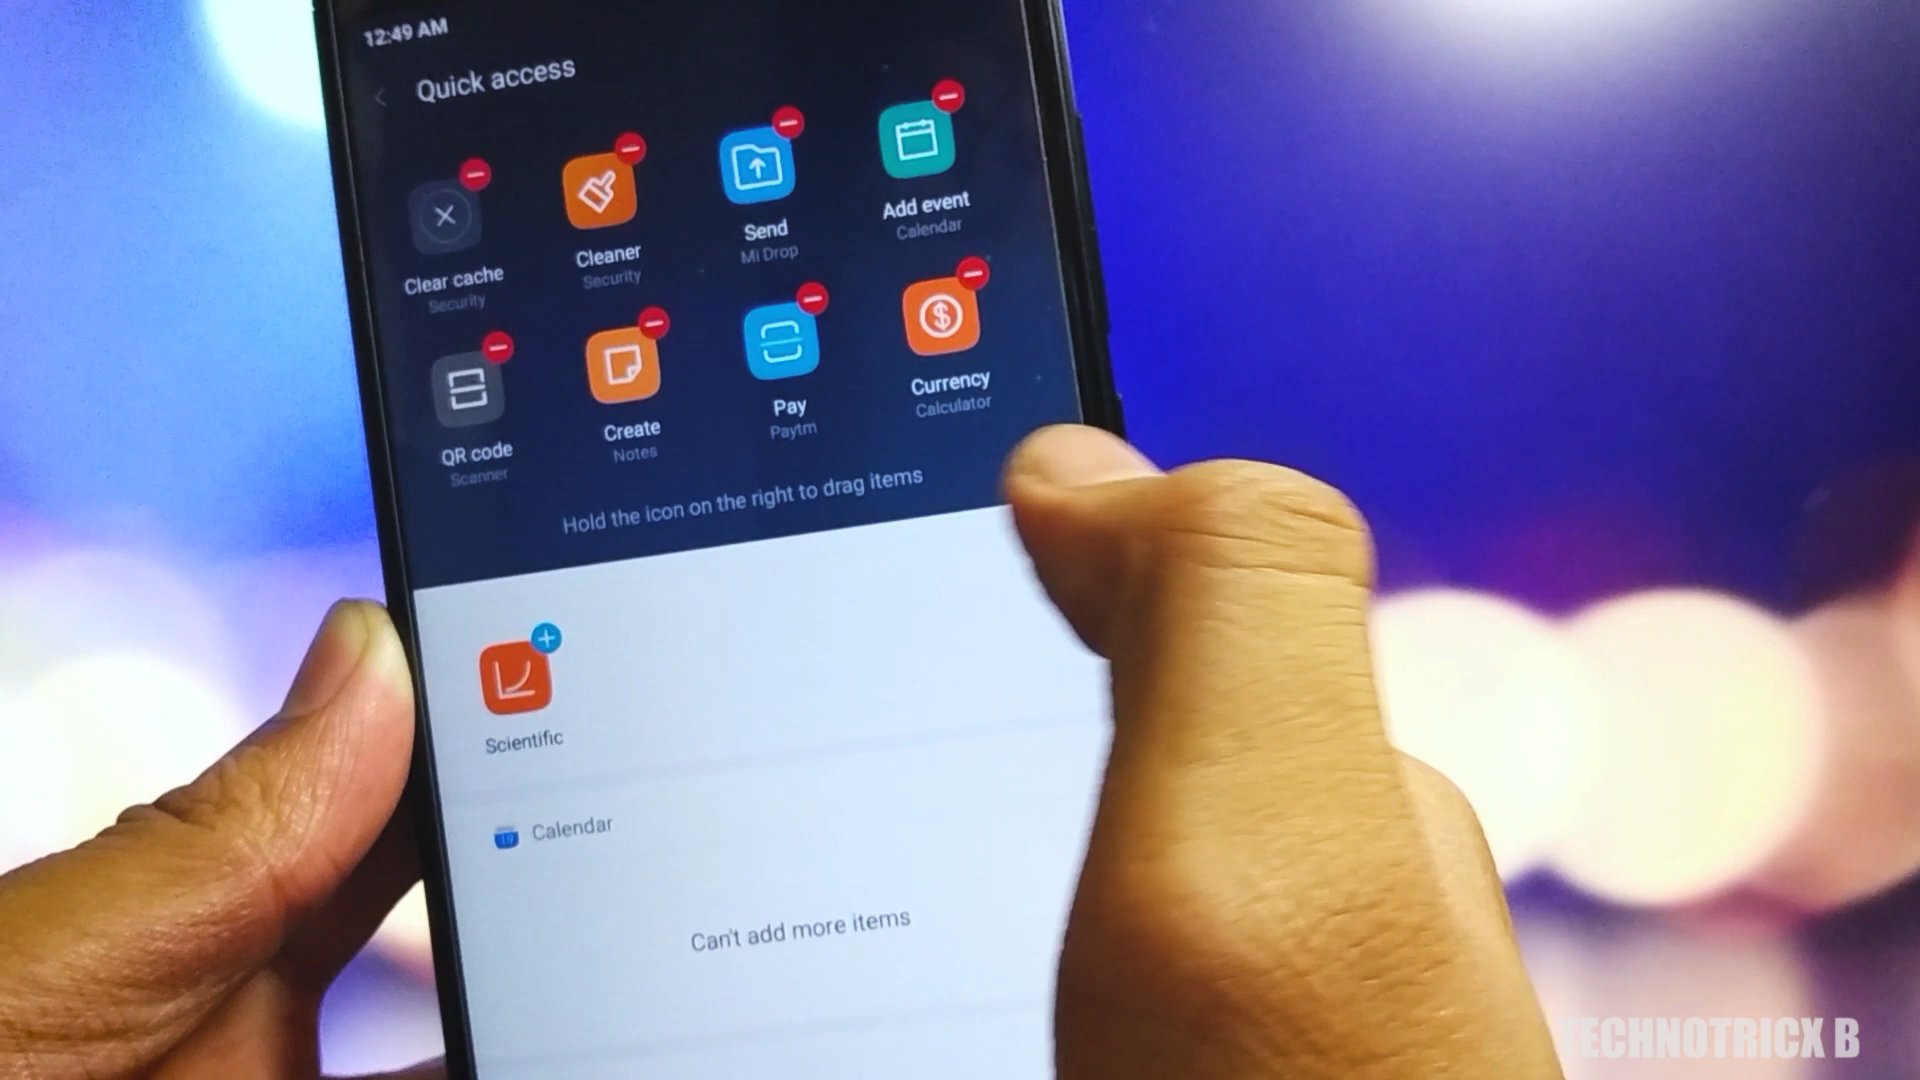 12:49 AM
Quick access
Clear cache
Security
Cleaner
Security
Send
Mi Drop
Add event
Calendar
QR code
Scanner
Create
Notes
Pay
Paytm
Currency
Calculator
Hold the icon on the right to drag items
Scientific
Calendar
Can't add more items
TECHNOTRICX B